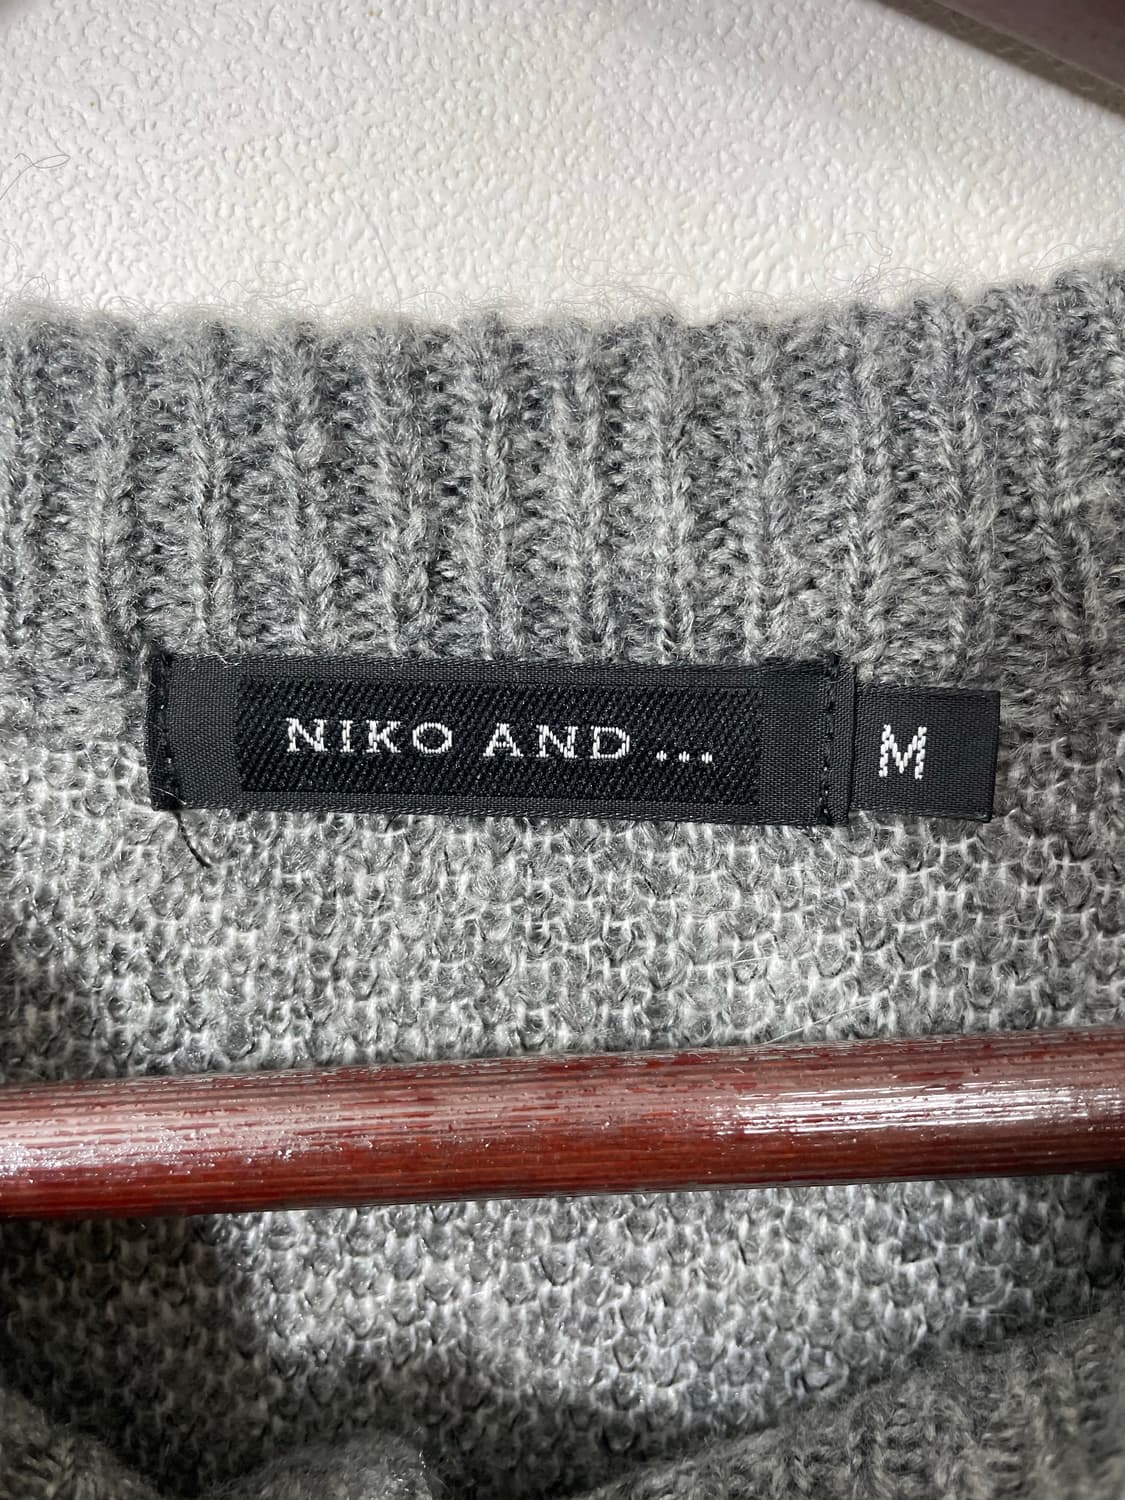 NIKO AND ...
M